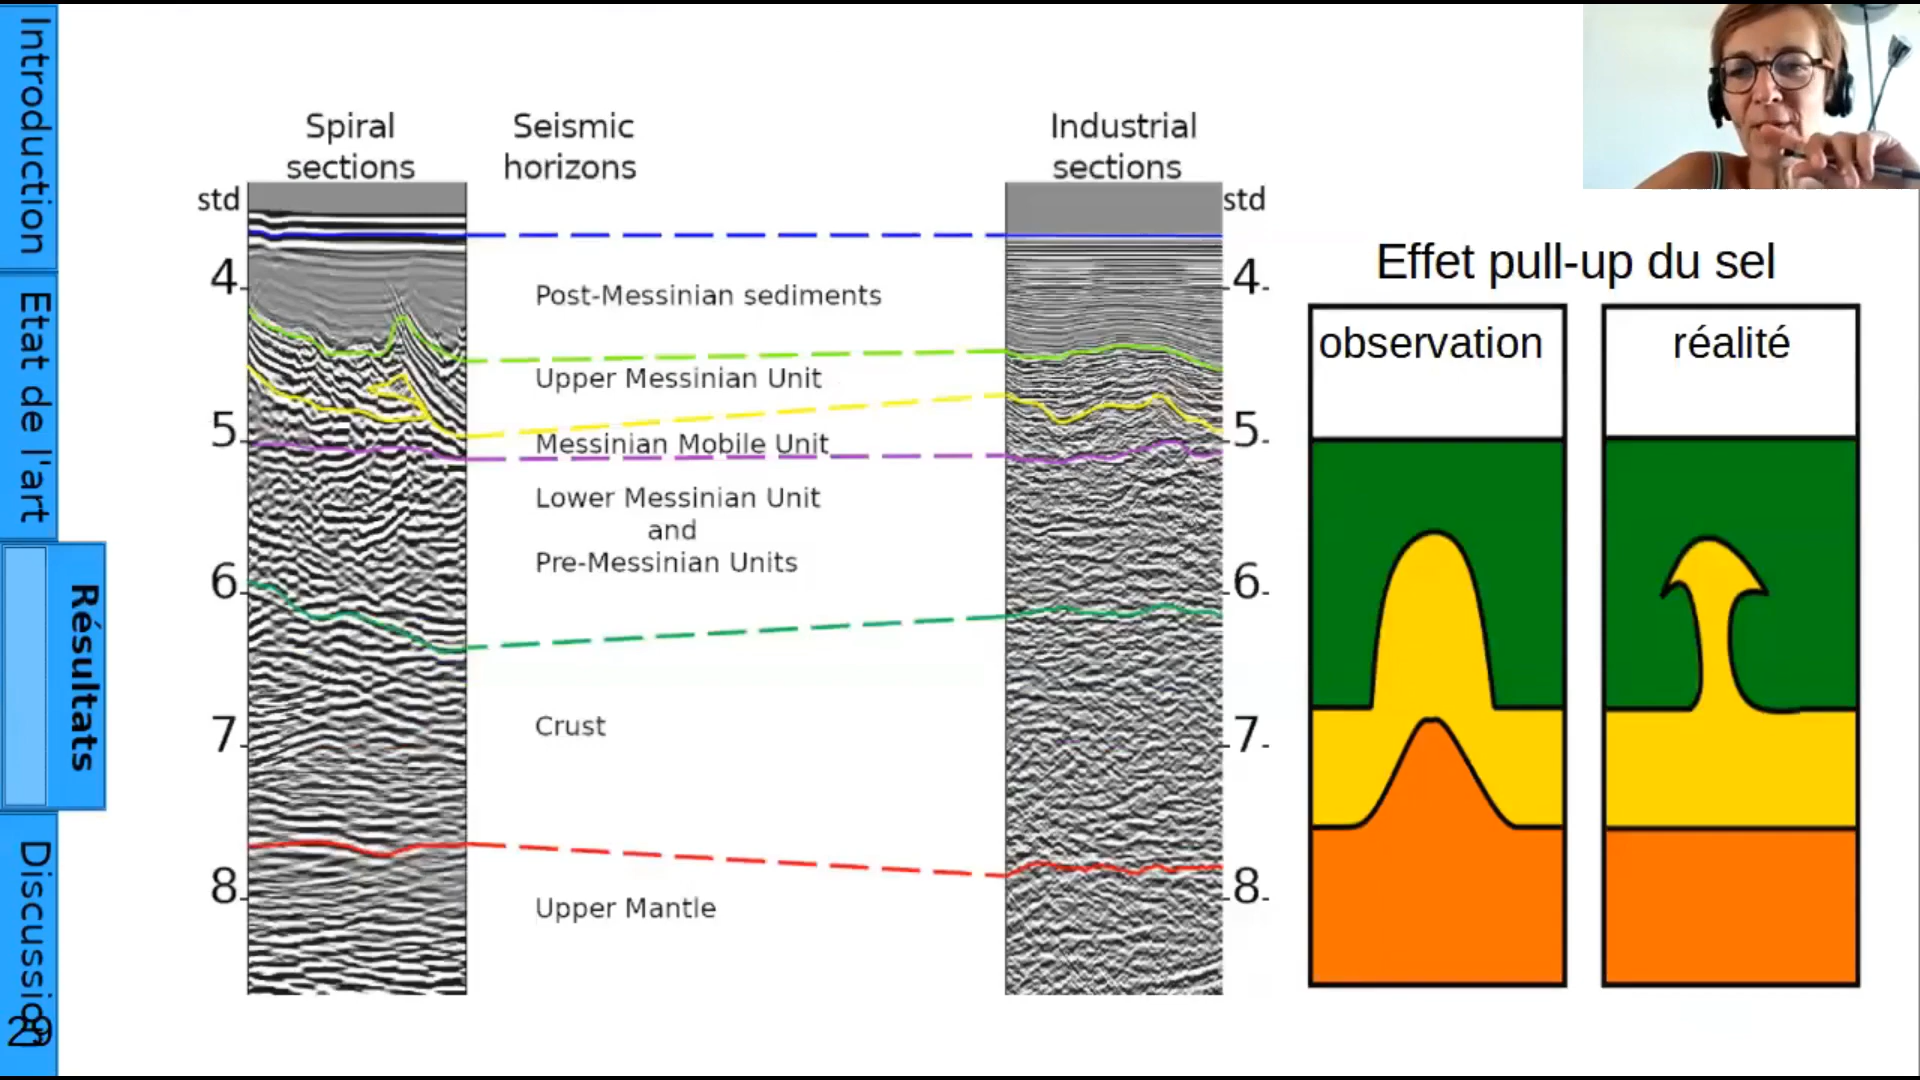 Introduction
Etat de l'art
Résultats
Discussion
29
Spiral
sections
Seismic
horizons
Industrial
sections
std
std
4
4
5
5
6
6
7
7
8
8
Post-Messinian sediments
Upper Messinian Unit
Messinian Mobile Unit
Lower Messinian Unit
and
Pre-Messinian Units
Crust
Upper Mantle
Effet pull-up du sel
observation
réalité